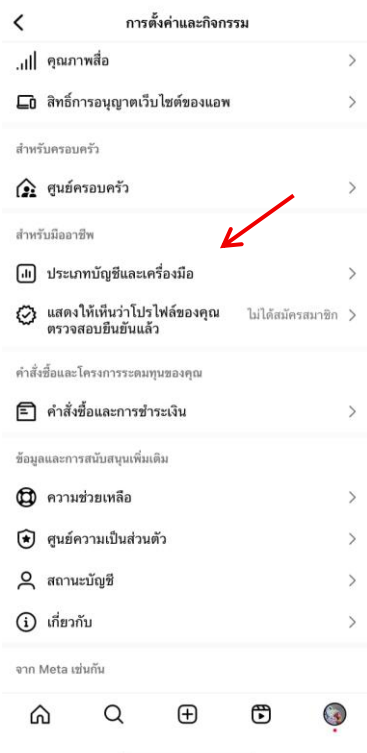 การตั้งค่าและกิจกรรม
คุณภาพสื่อ
สิทธิ์การอนุญาตเว็บไซต์ของแอพ
สำหรับครอบครัว
ศูนย์ครอบครัว
สำหรับมืออาชีพ
ประเภทบัญชีและเครื่องมือ
แสดงให้เห็นว่าโปรไฟล์ของคุณ ไม่ได้สมัครสมาชิก
ตรวจสอบยืนยันแล้ว
คำสั่งซื้อและโครงการระดมทุนของคุณ
คำสั่งซื้อและการชำระเงิน
ข้อมูลและการสนับสนุนเพิ่มเติม
ความช่วยเหลือ
ศูนย์ความเป็นส่วนตัว
สถานะบัญชี
เกี่ยวกับ
จาก Meta เช่นกัน